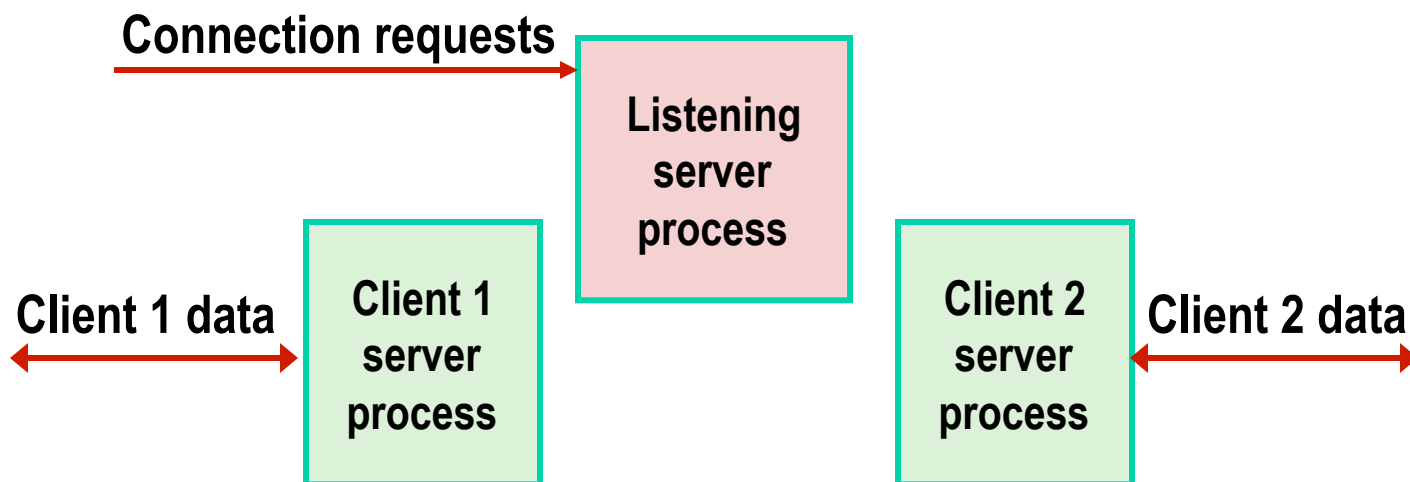 Connection requests
Listening
server
process
Client 1 data
Client 1
server
process
Client 2
server
process
Client 2 data